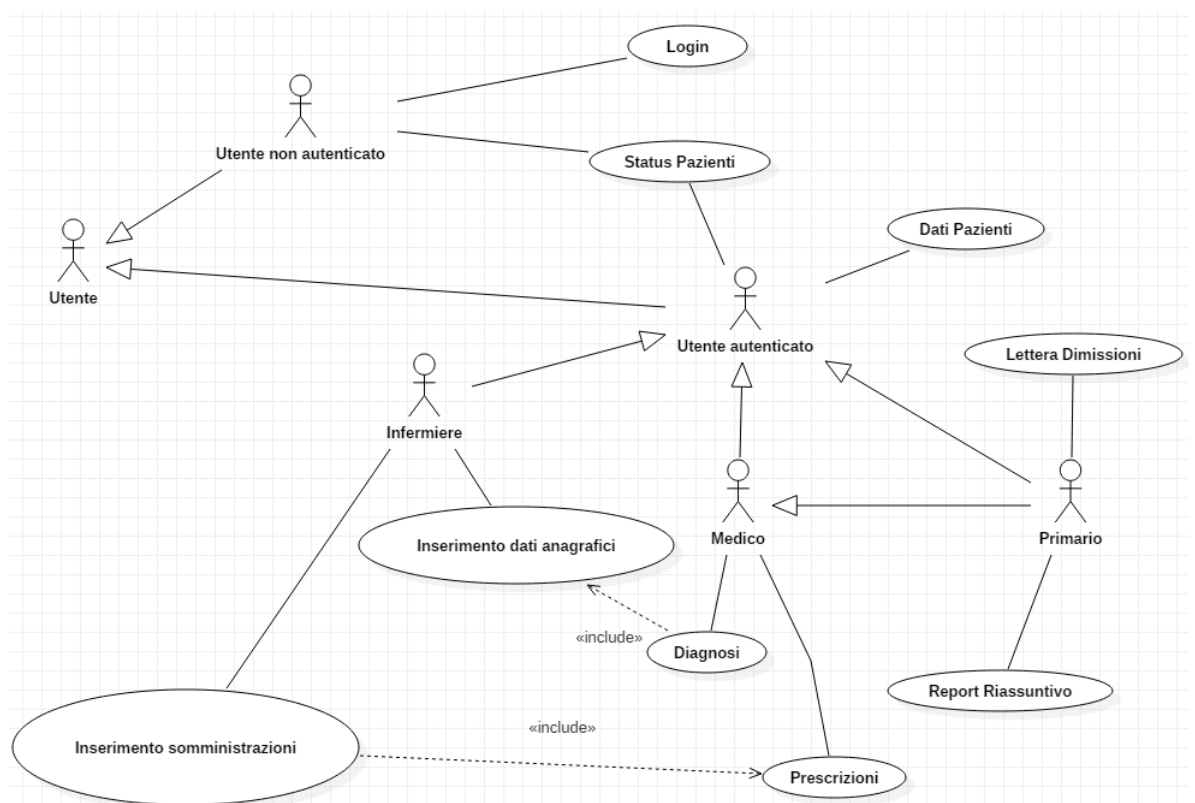 Login
Utente non autenticato
Status Pazienti
Dati Pazienti
Utente
Utente autenticato
Lettera Dimissioni
Infermiere
Medico
Primario
Inserimento dati anagrafici
«include»
Diagnosi
Report Riassuntivo
«include»
Inserimento somministrazioni
Prescrizioni